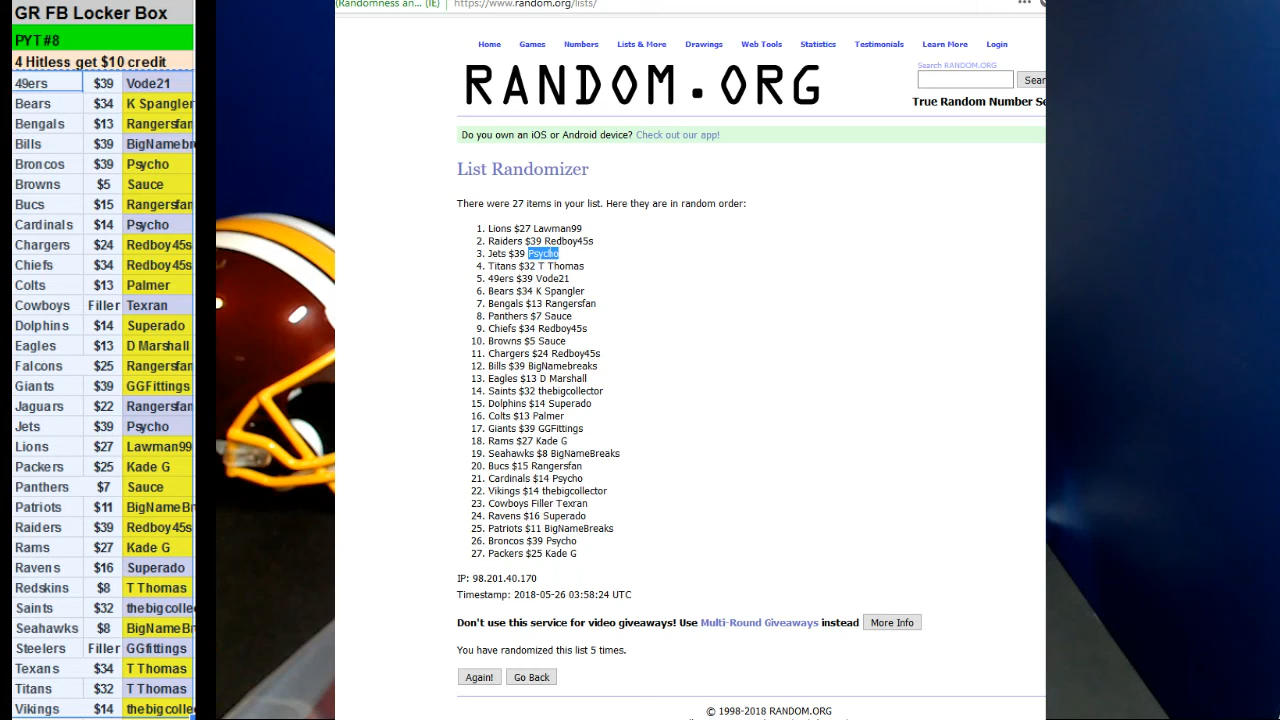 GR FB Locker Box
PYT #8
4 Hitless get $10 credit
49ers $39 Vode21
Bears $34 K Spangler
Bengals $13 Rangersfan
Bills $39 BigNamebr
Broncos $39 Psycho
Browns $5 Sauce
Bucs $15 Rangersfan
Cardinals $14 Psycho
Chargers $24 Redboy45s
Chiefs $34 Redboy45s
Colts $13 Palmer
Cowboys Filler Texran
Dolphins $14 Superado
Eagles $13 D Marshall
Falcons $25 Rangersfan
Giants $39 GGFittings
Jaguars $22 Rangersfan
Jets $39 Psycho
Lions $27 Lawman99
Packers $25 Kade G
Panthers $7 Sauce
Patriots $11 BigNameBr
Raiders $39 Redboy45s
Rams $27 Kade G
Ravens $16 Superado
Redskins $8 T Thomas
Saints $32 thebigcolle
Seahawks $8 BigNameBr
Steelers Filler GGfittings
Texans $34 T Thomas
Titans $32 T Thomas
Vikings $14 thebigcolle
(Randomness an... (IE) https://www.random.org/lists/
Home Games Numbers Lists & More Drawings Web Tools Statistics Testimonials Learn More Login
RANDOM.ORG
Search RANDOM.ORG
Sear
True Random Number Se
Do you own an iOS or Android device? Check out our app!
List Randomizer
There were 27 items in your list. Here they are in random order:
1. Lions $27 Lawman99
2. Raiders $39 Redboy45s
3. Jets $39 Psycho
4. Titans $32 T Thomas
5. 49ers $39 Vode21
6. Bears $34 K Spangler
7. Bengals $13 Rangersfan
8. Panthers $7 Sauce
9. Chiefs $34 Redboy45s
10. Browns $5 Sauce
11. Chargers $24 Redboy45s
12. Bills $39 BigNamebreaks
13. Eagles $13 D Marshall
14. Saints $32 thebigcollector
15. Dolphins $14 Superado
16. Colts $13 Palmer
17. Giants $39 GGFittings
18. Rams $27 Kade G
19. Seahawks $8 BigNameBreaks
20. Bucs $15 Rangersfan
21. Cardinals $14 Psycho
22. Vikings $14 thebigcollector
23. Cowboys Filler Texran
24. Ravens $16 Superado
25. Patriots $11 BigNameBreaks
26. Broncos $39 Psycho
27. Packers $25 Kade G
IP: 98.201.40.170
Timestamp: 2018-05-26 03:58:24 UTC
Don't use this service for video giveaways! Use Multi-Round Giveaways instead More Info
You have randomized this list 5 times.
Again! Go Back
© 1998-2018 RANDOM.ORG